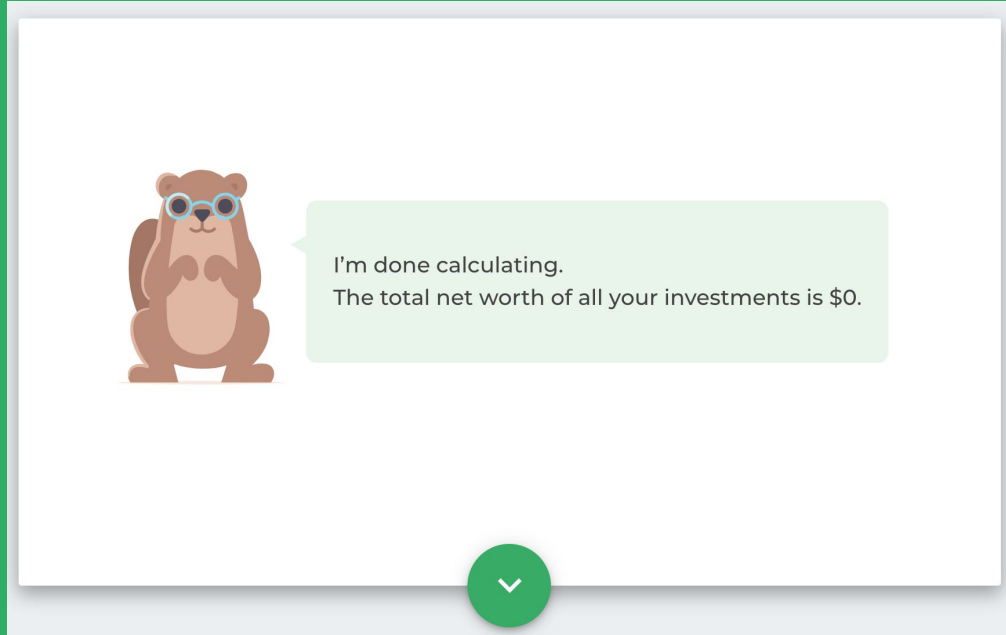 I’m done calculating.
The total net worth of all your investments is $0.